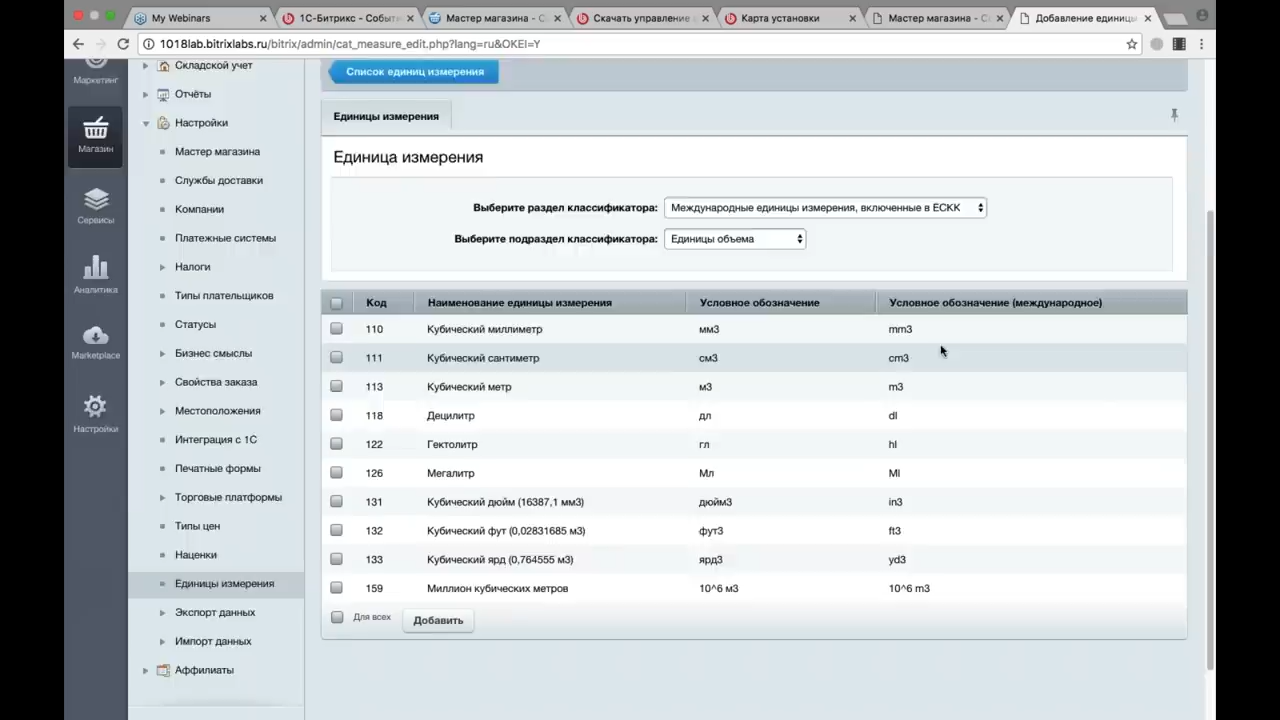 My Webinars
1С-Битрикс - Событи
Мастер магазина - С
Скачать управление
Карта установки
Мастер магазина - С
Добавление единицы
1018lab.bitrixlabs.ru/bitrix/admin/cat_measure_edit.php?lang=ru&OKEI=Y
Маркетинг
Магазин
Сервисы
Аналитика
Marketplace
Настройки
Складской учет
Отчёты
Настройки
Мастер магазина
Службы доставки
Компании
Платежные системы
Налоги
Типы плательщиков
Статусы
Бизнес смыслы
Свойства заказа
Местоположения
Интеграция с 1С
Печатные формы
Торговые платформы
Типы цен
Наценки
Единицы измерения
Экспорт данных
Импорт данных
Аффилиаты
Список единиц измерения
Единицы измерения
Единица измерения
Выберите раздел классификатора: Международные единицы измерения, включенные в ЕСКК
Выберите подраздел классификатора: Единицы объема
Код Наименование единицы измерения Условное обозначение Условное обозначение (международное)
110 Кубический миллиметр мм3 mm3
111 Кубический сантиметр см3 cm3
113 Кубический метр м3 m3
118 Децилитр дл dl
122 Гектолитр гл hl
126 Мегалитр Мл Ml
131 Кубический дюйм (16387,1 мм3) дюйм3 in3
132 Кубический фут (0,02831685 м3) фут3 ft3
133 Кубический ярд (0,764555 м3) ярд3 yd3
159 Миллион кубических метров 10^6 м3 10^6 m3
Для всех Добавить